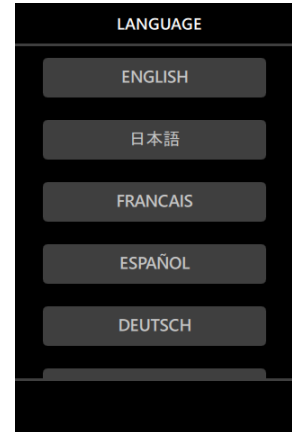 LANGUAGE
ENGLISH
日本語
FRANCAIS
ESPAÑOL
DEUTSCH